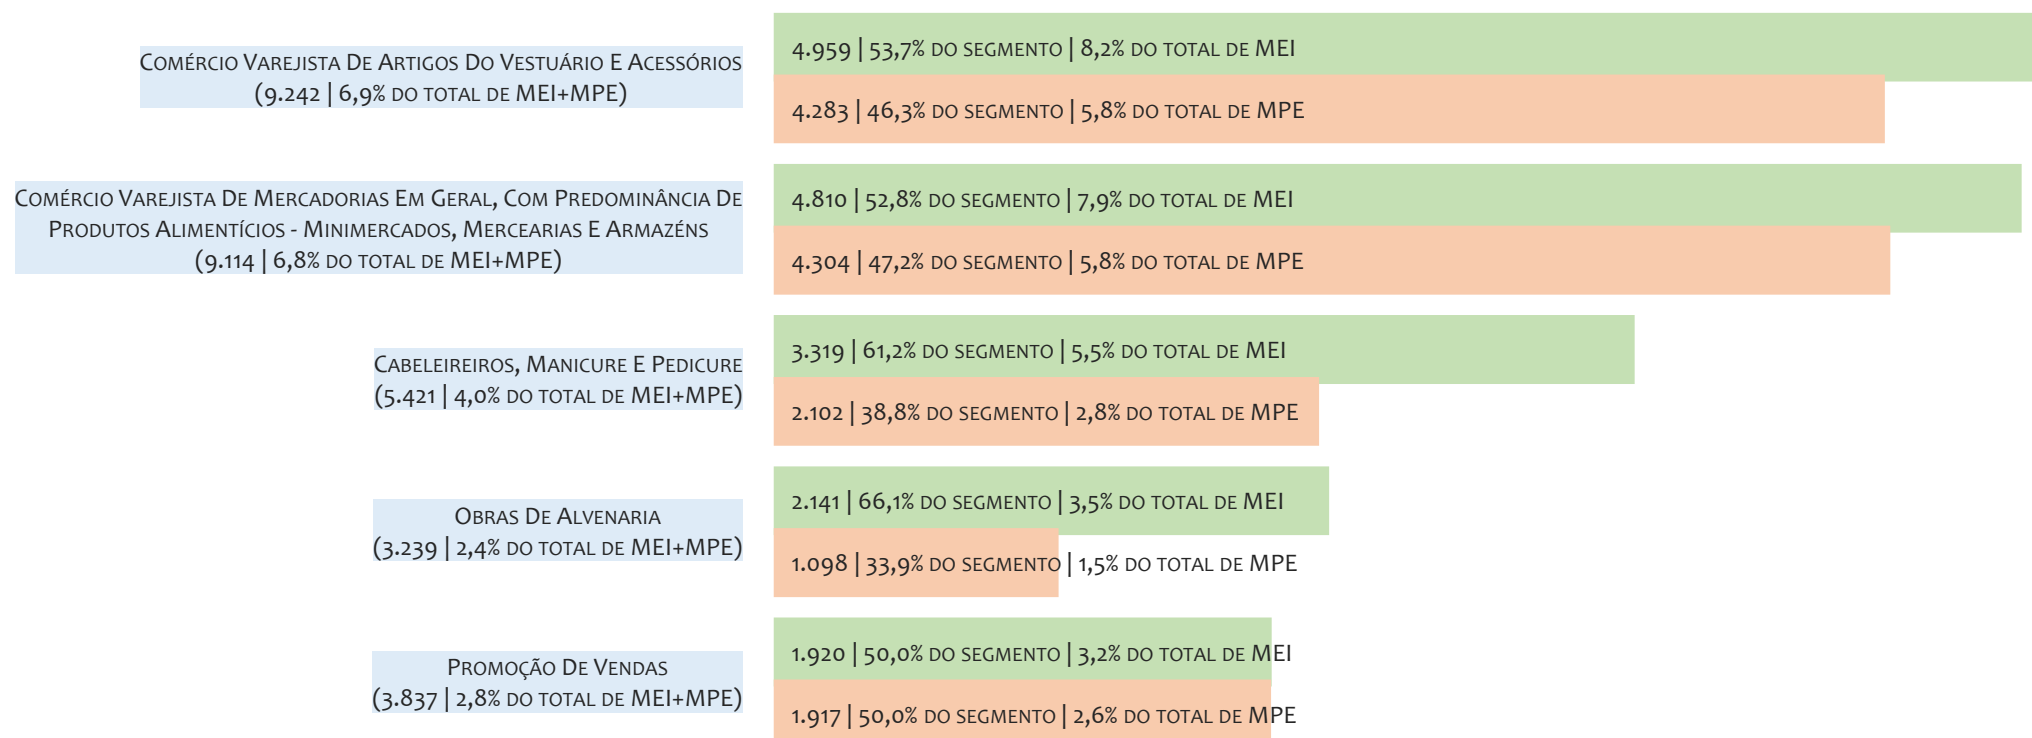 Comércio Varejista De Artigos Do Vestuário E Acessórios
(9.242 | 6,9% do total de MEI+MPE)
4.959 | 53,7% do segmento | 8,2% do total de MEI
4.283 | 46,3% do segmento | 5,8% do total de MPE
Comércio Varejista De Mercadorias Em Geral, Com Predominância De
Produtos Alimentícios - Minimercados, Mercearias E Armazéns
(9.114 | 6,8% do total de MEI+MPE)
4.810 | 52,8% do segmento | 7,9% do total de MEI
4.304 | 47,2% do segmento | 5,8% do total de MPE
Cabeleireiros, Manicure E Pedicure
(5.421 | 4,0% do total de MEI+MPE)
3.319 | 61,2% do segmento | 5,5% do total de MEI
2.102 | 38,8% do segmento | 2,8% do total de MPE
Obras De Alvenaria
(3.239 | 2,4% do total de MEI+MPE)
2.141 | 66,1% do segmento | 3,5% do total de MEI
1.098 | 33,9% do segmento | 1,5% do total de MPE
Promoção De Vendas
(3.837 | 2,8% do total de MEI+MPE)
1.920 | 50,0% do segmento | 3,2% do total de MEI
1.917 | 50,0% do segmento | 2,6% do total de MPE